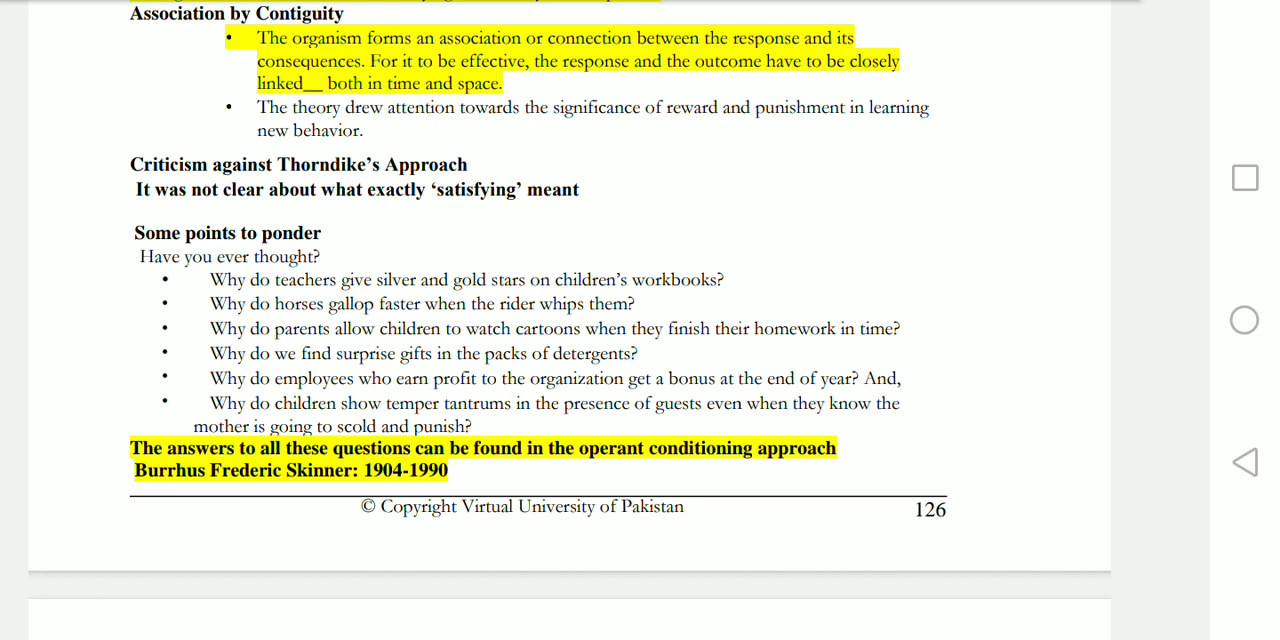 Association by Contiguity
• The organism forms an association or connection between the response and its
consequences. For it to be effective, the response and the outcome have to be closely
linked__ both in time and space.
• The theory drew attention towards the significance of reward and punishment in learning
new behavior.
Criticism against Thorndike’s Approach
It was not clear about what exactly ‘satisfying’ meant
Some points to ponder
Have you ever thought?
• Why do teachers give silver and gold stars on children’s workbooks?
• Why do horses gallop faster when the rider whips them?
• Why do parents allow children to watch cartoons when they finish their homework in time?
• Why do we find surprise gifts in the packs of detergents?
• Why do employees who earn profit to the organization get a bonus at the end of year? And,
• Why do children show temper tantrums in the presence of guests even when they know the
mother is going to scold and punish?
The answers to all these questions can be found in the operant conditioning approach
Burrhus Frederic Skinner: 1904-1990
© Copyright Virtual University of Pakistan 126